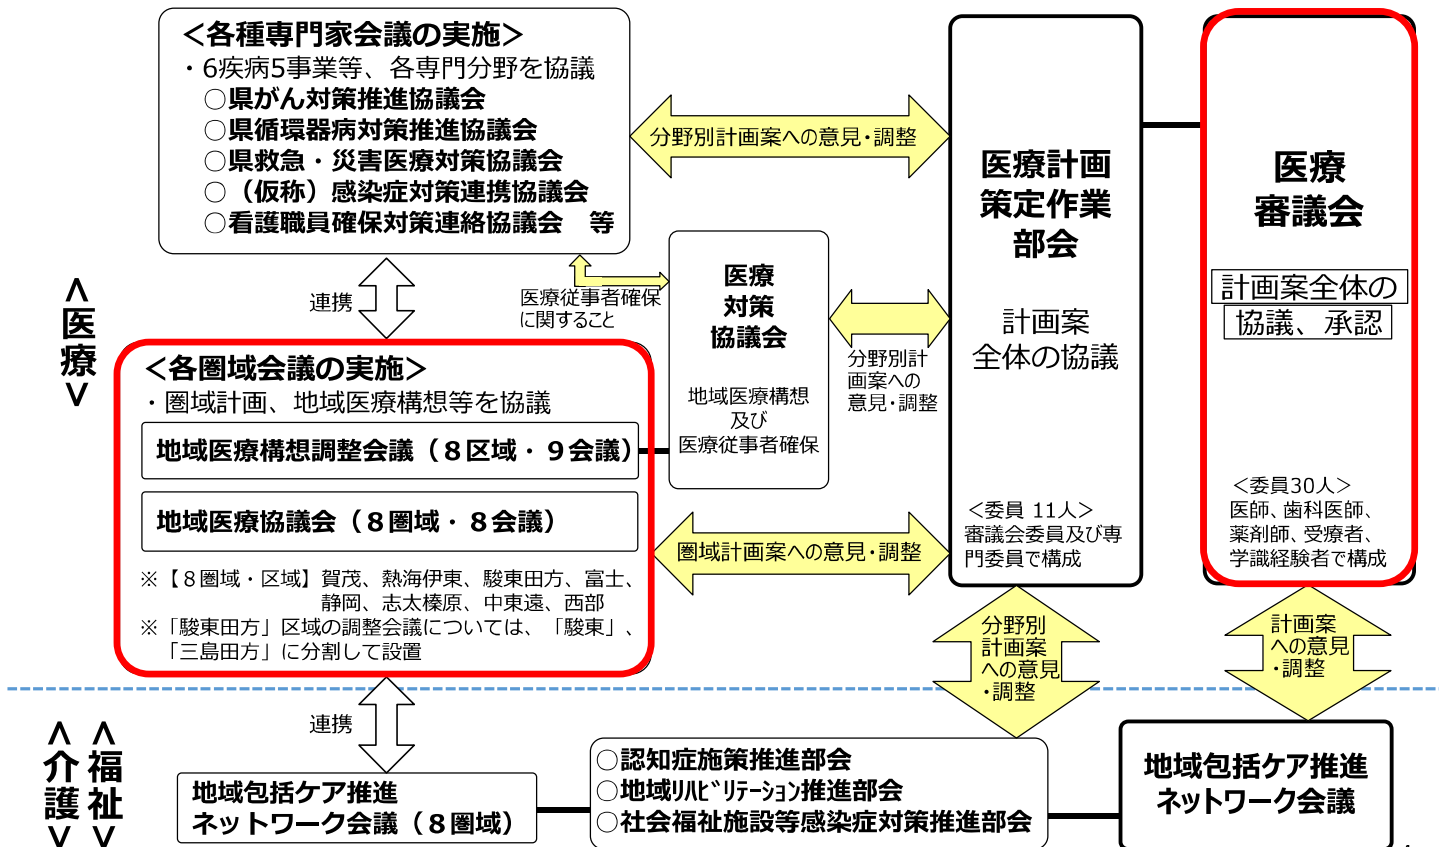 <各種専門家会議の実施>
・6疾病5事業等、各専門分野を協議
○県がん対策推進協議会
○県循環器病対策推進協議会
○県救急・災害医療対策協議会
○（仮称）感染症対策連携協議会
○看護職員確保対策連絡協議会　等
分野別計画案への意見・調整
医療計画
策定作業
部会
計画案
全体の協議
<委員 11人>
審議会委員及び専
門委員で構成
医療
審議会
計画案全体の
協議、承認
<委員30人>
医師、歯科医師、
薬剤師、受療者、
学識経験者で構成
<医療>
連携
医療従事者確保
に関すること
医療
対策
協議会
地域医療構想
及び
医療従事者確保
分野別計
画案への
意見・調整
<各圏域会議の実施>
・圏域計画、地域医療構想等を協議
地域医療構想調整会議（８区域・９会議）
地域医療協議会（８圏域・８会議）
※【８圏域・区域】賀茂、熱海伊東、駿東田方、富士、
静岡、志太榛原、中東遠、西部
※「駿東田方」区域の調整会議については、「駿東」、
「三島田方」に分割して設置
圏域計画案への意見・調整
分野別
計画案
への意見
・調整
計画案
への意見
・調整
連携
<福祉>
<介護>
地域包括ケア推進
ネットワーク会議（８圏域）
○認知症施策推進部会
○地域ﾘﾊﾋﾞﾘﾃｰｼｮﾝ推進部会
○社会福祉施設等感染症対策推進部会
地域包括ケア推進
ネットワーク会議